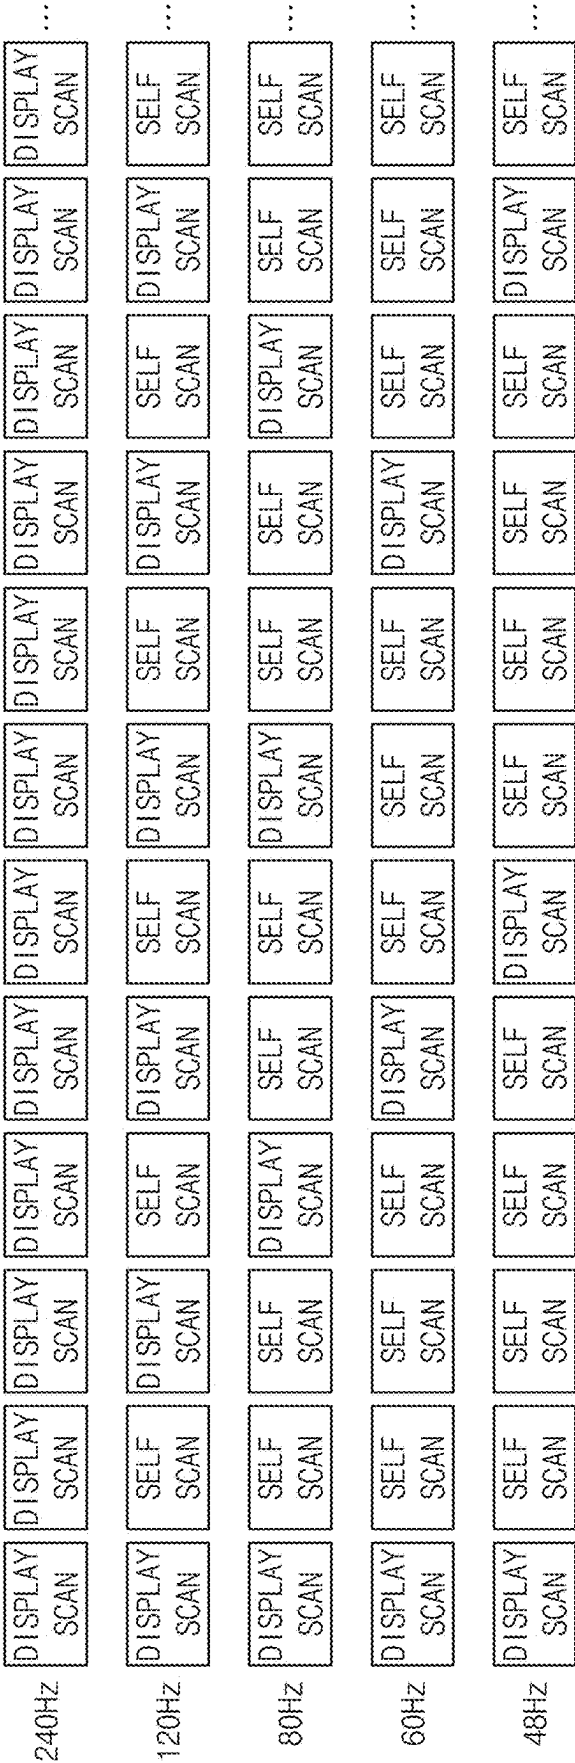 240Hz
DISPLAY DISPLAY DISPLAY DISPLAY DISPLAY DISPLAY DISPLAY DISPLAY DISPLAY DISPLAY DISPLAY DISPLAY ...
SCAN SCAN SCAN SCAN SCAN SCAN SCAN SCAN SCAN SCAN SCAN SCAN
120Hz
DISPLAY SELF DISPLAY SELF DISPLAY SELF DISPLAY SELF DISPLAY SELF DISPLAY SELF ...
SCAN SCAN SCAN SCAN SCAN SCAN SCAN SCAN SCAN SCAN SCAN SCAN
80Hz
DISPLAY SELF SELF DISPLAY SELF SELF DISPLAY SELF SELF DISPLAY SELF SELF ...
SCAN SCAN SCAN SCAN SCAN SCAN SCAN SCAN SCAN SCAN SCAN SCAN
60Hz
DISPLAY SELF SELF SELF DISPLAY SELF SELF SELF DISPLAY SELF SELF SELF ...
SCAN SCAN SCAN SCAN SCAN SCAN SCAN SCAN SCAN SCAN SCAN SCAN
48Hz
DISPLAY SELF SELF SELF SELF DISPLAY SELF SELF SELF SELF DISPLAY SELF ...
SCAN SCAN SCAN SCAN SCAN SCAN SCAN SCAN SCAN SCAN SCAN SCAN